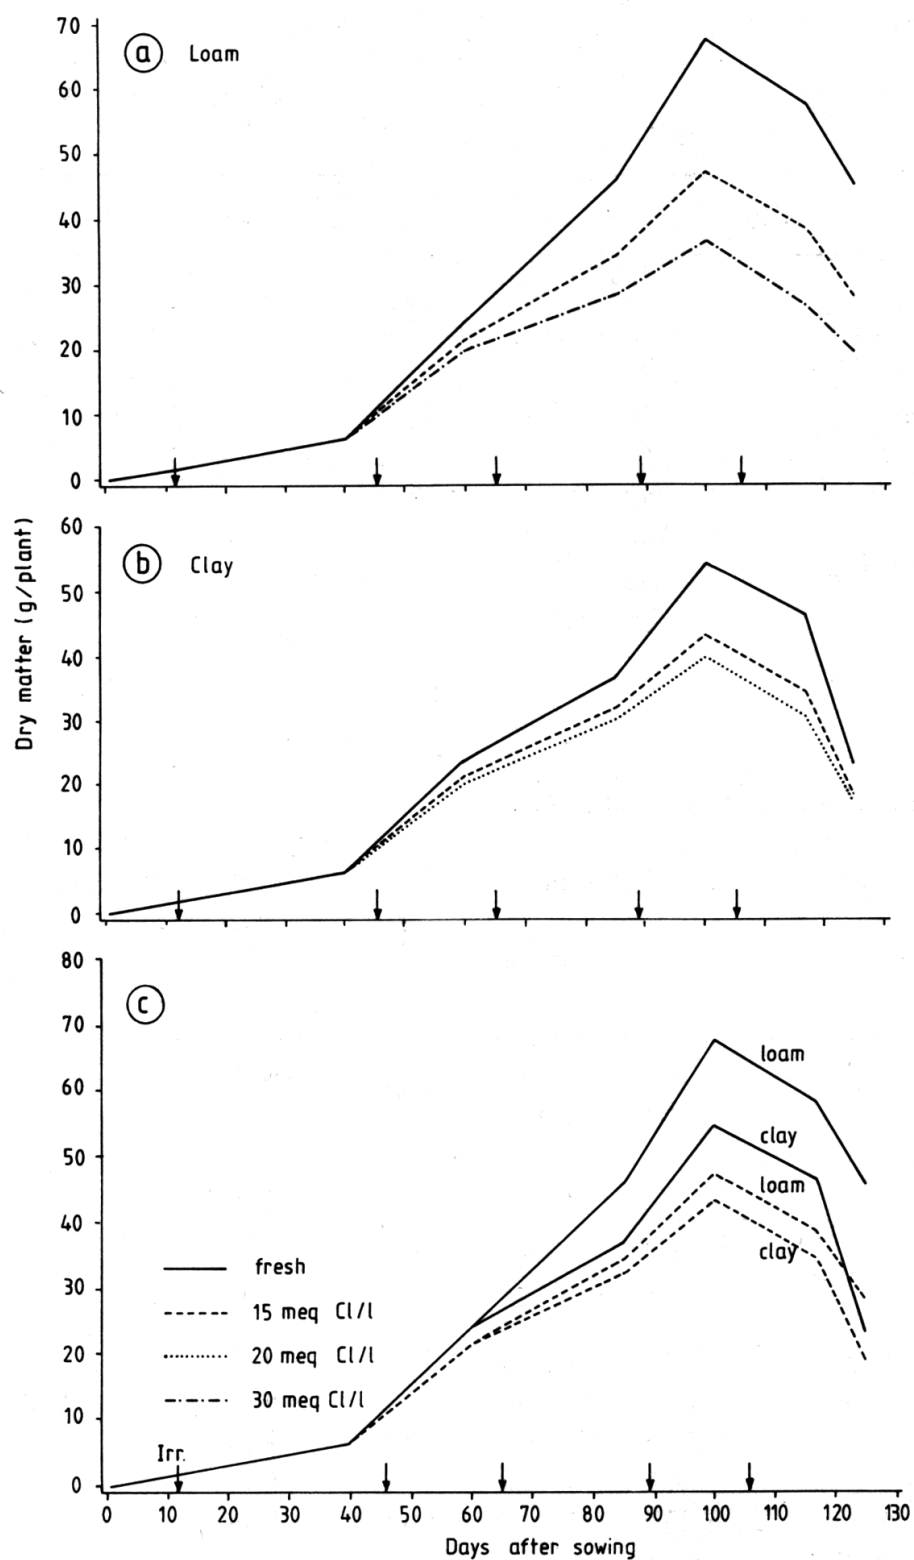 70
a Loam
60
50
40
30
20
10
0
60
b Clay
50
40
30
20
10
0
Dry matter (g/plant)
80
c
70
60
50
40
30
20
10
0
loam
clay
loam
clay
fresh
15 meq Cl/l
20 meq Cl/l
30 meq Cl/l
Irr.
0 10 20 30 40 50 60 70 80 90 100 110 120 130
Days after sowing